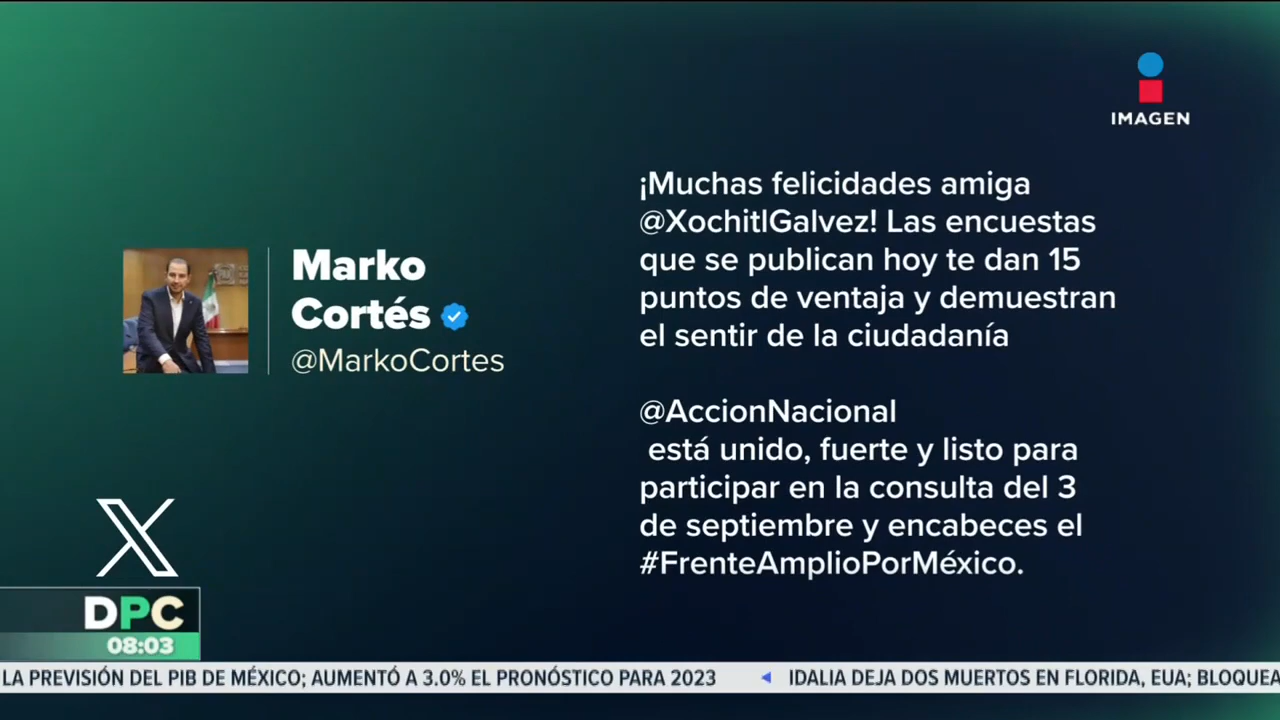 IMAGEN
¡Muchas felicidades amiga
@XochitlGalvez! Las encuestas
que se publican hoy te dan 15
puntos de ventaja y demuestran
el sentir de la ciudadanía
Marko
Cortés
@MarkoCortes
@AccionNacional
está unido, fuerte y listo para
participar en la consulta del 3
de septiembre y encabeces el
#FrenteAmplioPorMéxico.
X
DPC
08:03
LA PREVISIÓN DEL PIB DE MÉXICO; AUMENTÓ A 3.0% EL PRONÓSTICO PARA 2023 IDALIA DEJA DOS MUERTOS EN FLORIDA, EUA; BLOQUEA